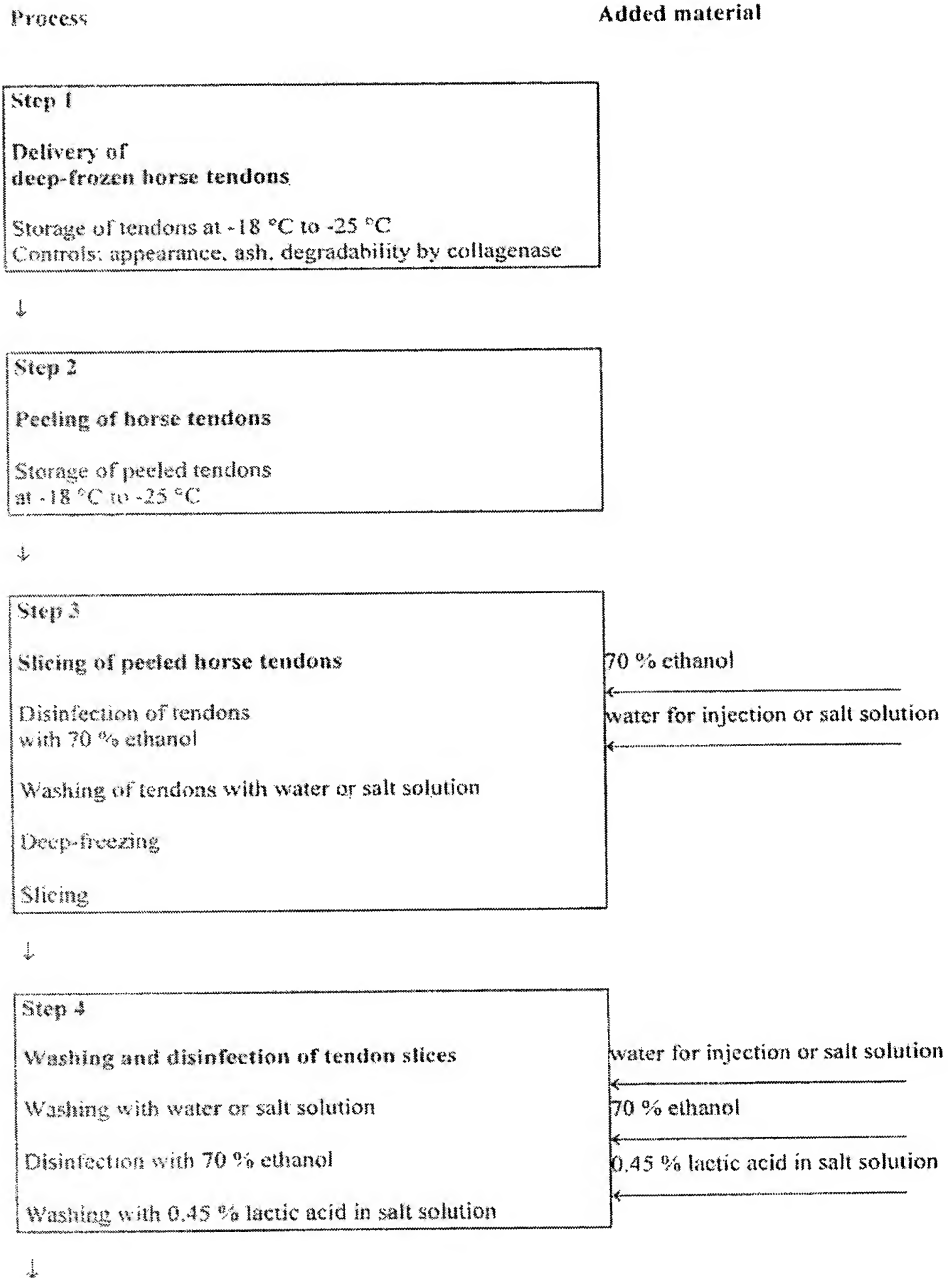 Process
Added material
Step 1
Delivery of
deep-frozen horse tendons
Storage of tendons at -18 °C to -25 °C
Controls: appearance, ash, degradability by collagenase
↓
Step 2
Peeling of horse tendons
Storage of peeled tendons
at -18 °C to -25 °C
↓
Step 3
Slicing of peeled horse tendons
70 % ethanol
Disinfection of tendons
with 70 % ethanol
water for injection or salt solution
Washing of tendons with water or salt solution
Deep-freezing
Slicing
↓
Step 4
Washing and disinfection of tendon slices
water for injection or salt solution
Washing with water or salt solution
70 % ethanol
Disinfection with 70 % ethanol
0.45 % lactic acid in salt solution
Washing with 0.45 % lactic acid in salt solution
↓